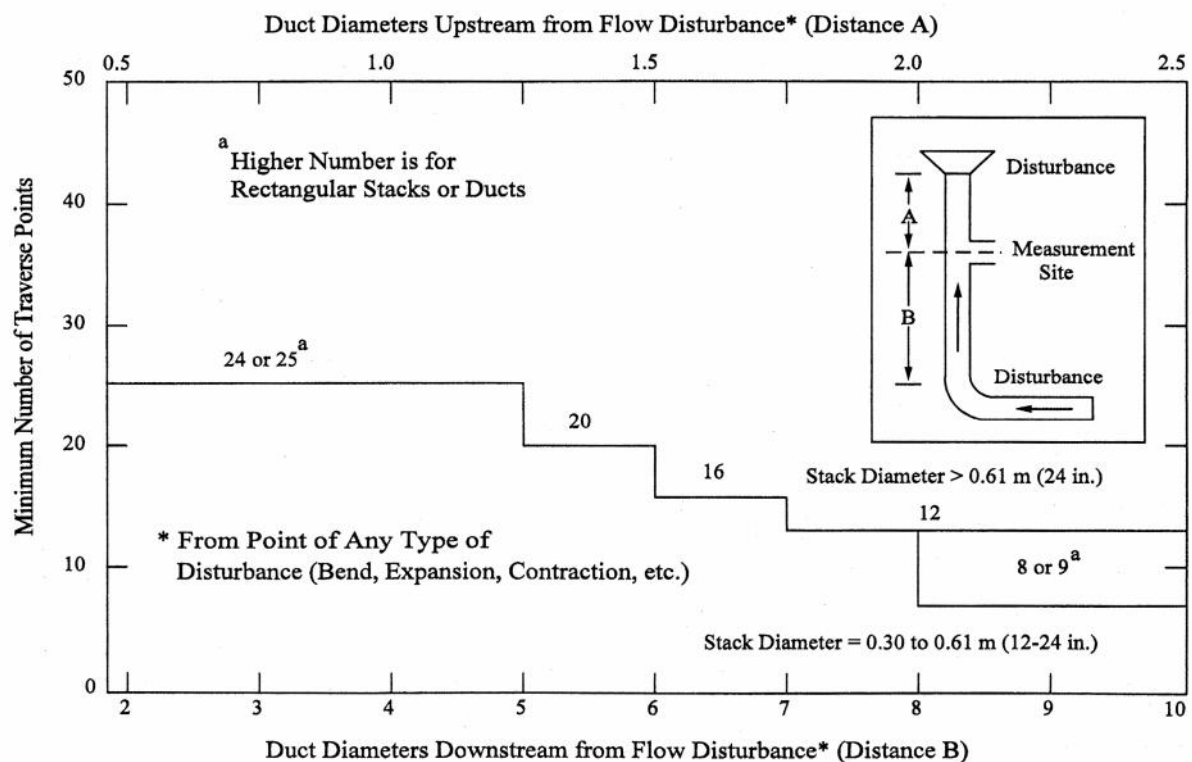 Duct Diameters Upstream from Flow Disturbance* (Distance A)
0.5 1.0 1.5 2.0 2.5
50
40
30
20
10
0
Minimum Number of Traverse Points
a Higher Number is for
Rectangular Stacks or Ducts
24 or 25 a
20
16
12
8 or 9 a
Disturbance
A
Measurement
Site
B
Disturbance
Stack Diameter > 0.61 m (24 in.)
* From Point of Any Type of
Disturbance (Bend, Expansion, Contraction, etc.)
Stack Diameter = 0.30 to 0.61 m (12-24 in.)
2 3 4 5 6 7 8 9 10
Duct Diameters Downstream from Flow Disturbance* (Distance B)